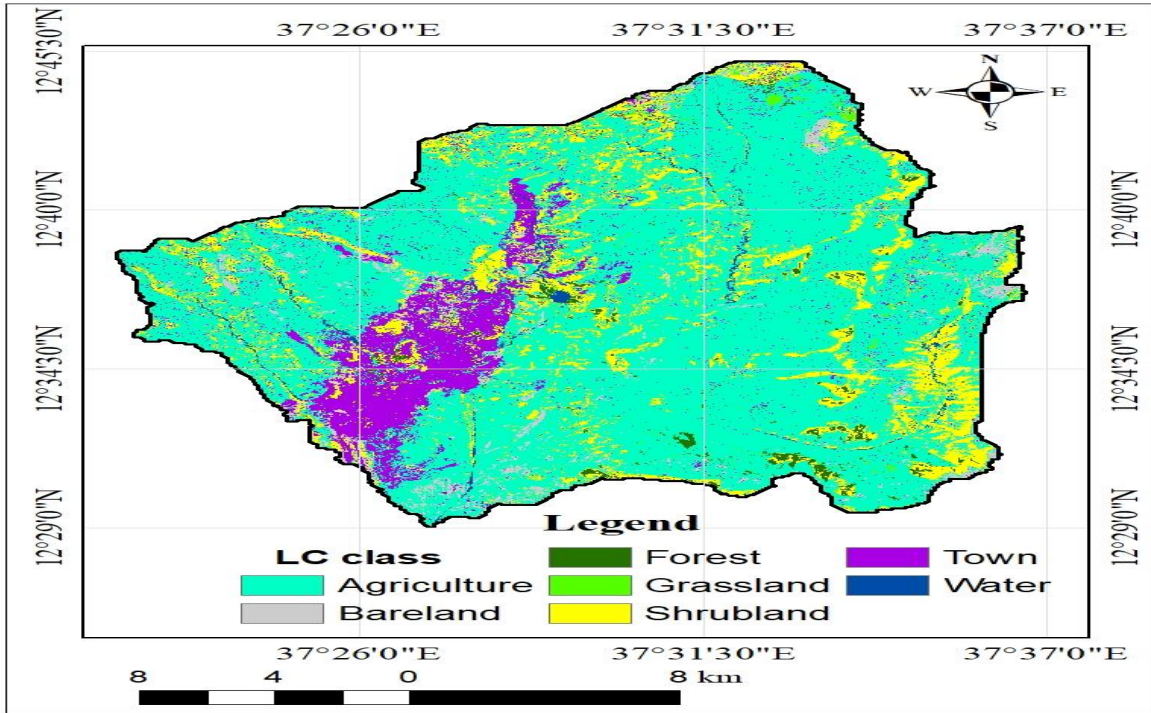 37°26'0"E 37°31'30"E 37°37'0"E
12°45'30"N
N
W E
S
12°40'0"N 12°40'0"N
12°34'30"N 12°34'30"N
12°29'0"N 12°29'0"N
Legend
LC class Forest Town
Agriculture Grassland Water
Bareland Shrubland
37°26'0"E 37°31'30"E 37°37'0"E
8 4 0 8 km